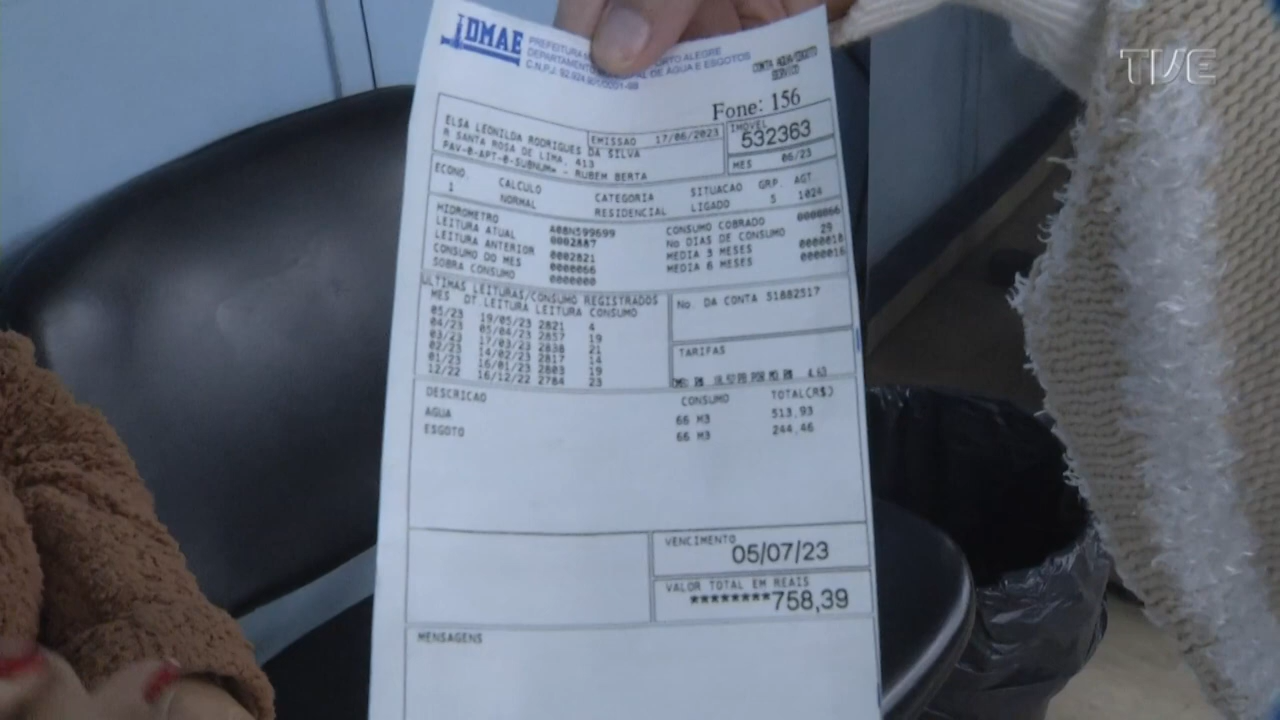 TVE
DMAE
PREFEITURA PORTO ALEGRE
DEPARTAMENTO DE AGUA E ESGOTOS
C.N.P.J:
CONTA AGUA/ESGOTO
SERVICO
Fone: 156
ELSA LEONILDA RODRIGUES DA SILVA
R SANTA ROSA DE LIMA, 413
PAV-0-APT-0-SUBNUM= - RUBEM BERTA
EMISSAO 17/06/2023
IMOVEL
532363
MES 06/23
ECONO. CALCULO CATEGORIA SITUACAO GRP. AGT.
1 NORMAL RESIDENCIAL LIGADO 5 1024
HIDROMETRO A08N599699
LEITURA ATUAL 0002887
LEITURA ANTERIOR 0002821
CONSUMO DO MES 0000066
SOBRA CONSUMO 0000000
CONSUMO COBRADO 0000066
No DIAS DE CONSUMO 29
MEDIA 3 MESES 0000018
MEDIA 6 MESES 0000016
ULTIMAS LEITURAS/CONSUMO REGISTRADOS
MES DT.LEITURA LEITURA CONSUMO
05/23 19/05/23 2821 4
04/23 05/04/23 2857 19
03/23 17/03/23 2838 21
02/23 14/02/23 2817 14
01/23 16/01/23 2803 19
12/22 16/12/22 2784 23
No. DA CONTA 51882517
TARIFAS
POR M3 R$ 4.63
DESCRICAO CONSUMO TOTAL(R$)
AGUA 66 M3 513,93
ESGOTO 66 M3 244,46
VENCIMENTO
05/07/23
VALOR TOTAL EM REAIS
********758,39
MENSAGENS